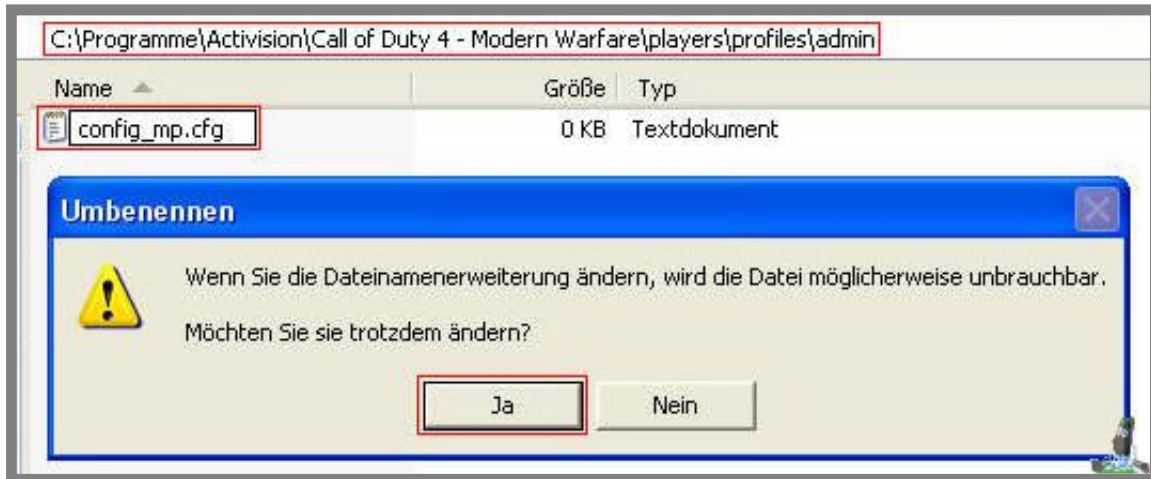 C:\Programme\Activision\Call of Duty 4 - Modern Warfare\players\profiles\admin
Name Größe Typ
config_mp.cfg 0 KB Textdokument
Umbenennen
Wenn Sie die Dateinamenerweiterung ändern, wird die Datei möglicherweise unbrauchbar.
Möchten Sie sie trotzdem ändern?
Ja Nein